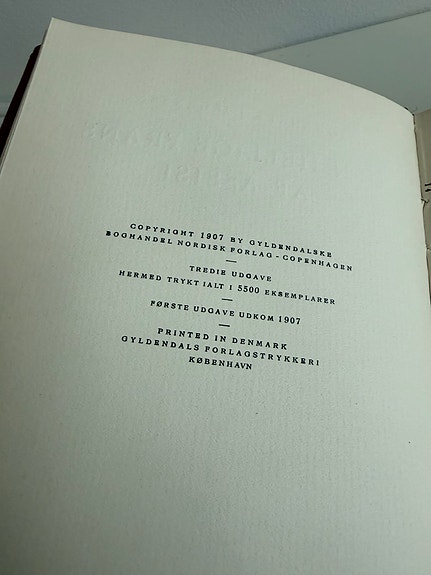 COPYRIGHT 1907 BY GYLDENDALSKE
BOGHANDEL NORDISK FORLAG - COPENHAGEN
—
TREDIE UDGAVE
HERMED TRYKT IALT I 5500 EKSEMPLARER
—
FØRSTE UDGAVE UDKOM 1907
—
PRINTED IN DENMARK
GYLDENDALS FORLAGSTRYKKERI
KØBENHAVN